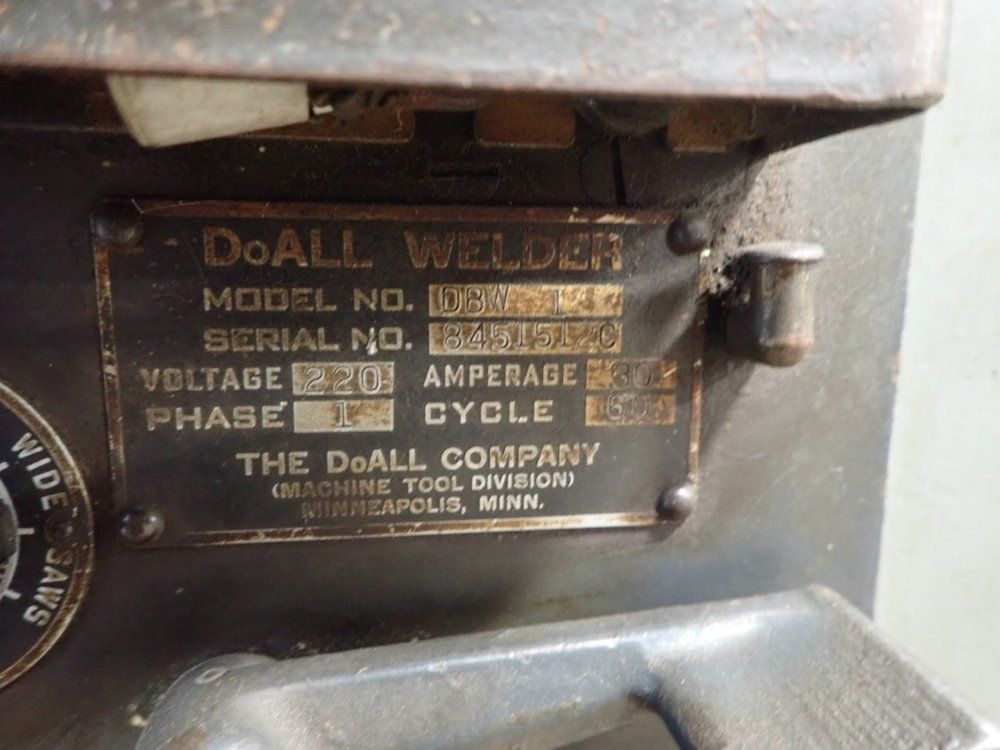 DoALL WELDER
MODEL NO. DBW 1
SERIAL NO. 8451512C
VOLTAGE 220 AMPERAGE 30
PHASE 1 CYCLE 60
THE DoALL COMPANY
(MACHINE TOOL DIVISION)
MINNEAPOLIS, MINN.
WIDE SAWS